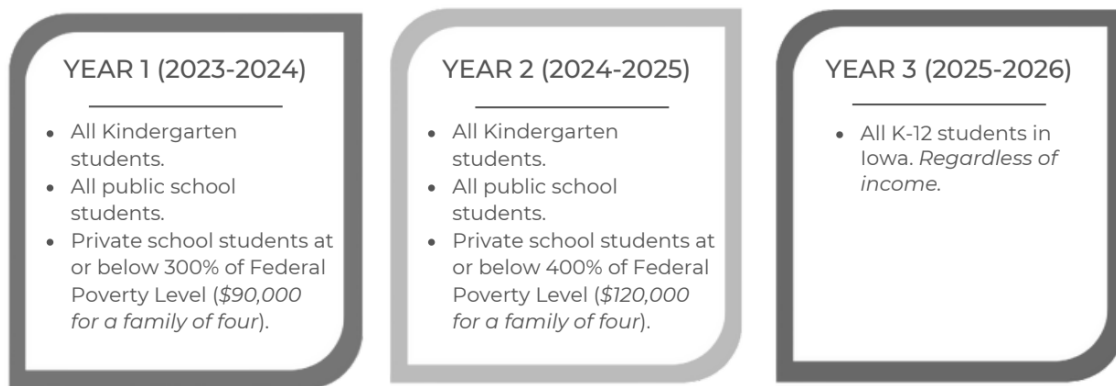 YEAR 1 (2023-2024)
• All Kindergarten
students.
• All public school
students.
• Private school students at
or below 300% of Federal
Poverty Level ($90,000
for a family of four).
YEAR 2 (2024-2025)
• All Kindergarten
students.
• All public school
students.
• Private school students at
or below 400% of Federal
Poverty Level ($120,000
for a family of four).
YEAR 3 (2025-2026)
• All K-12 students in
Iowa. Regardless of
income.